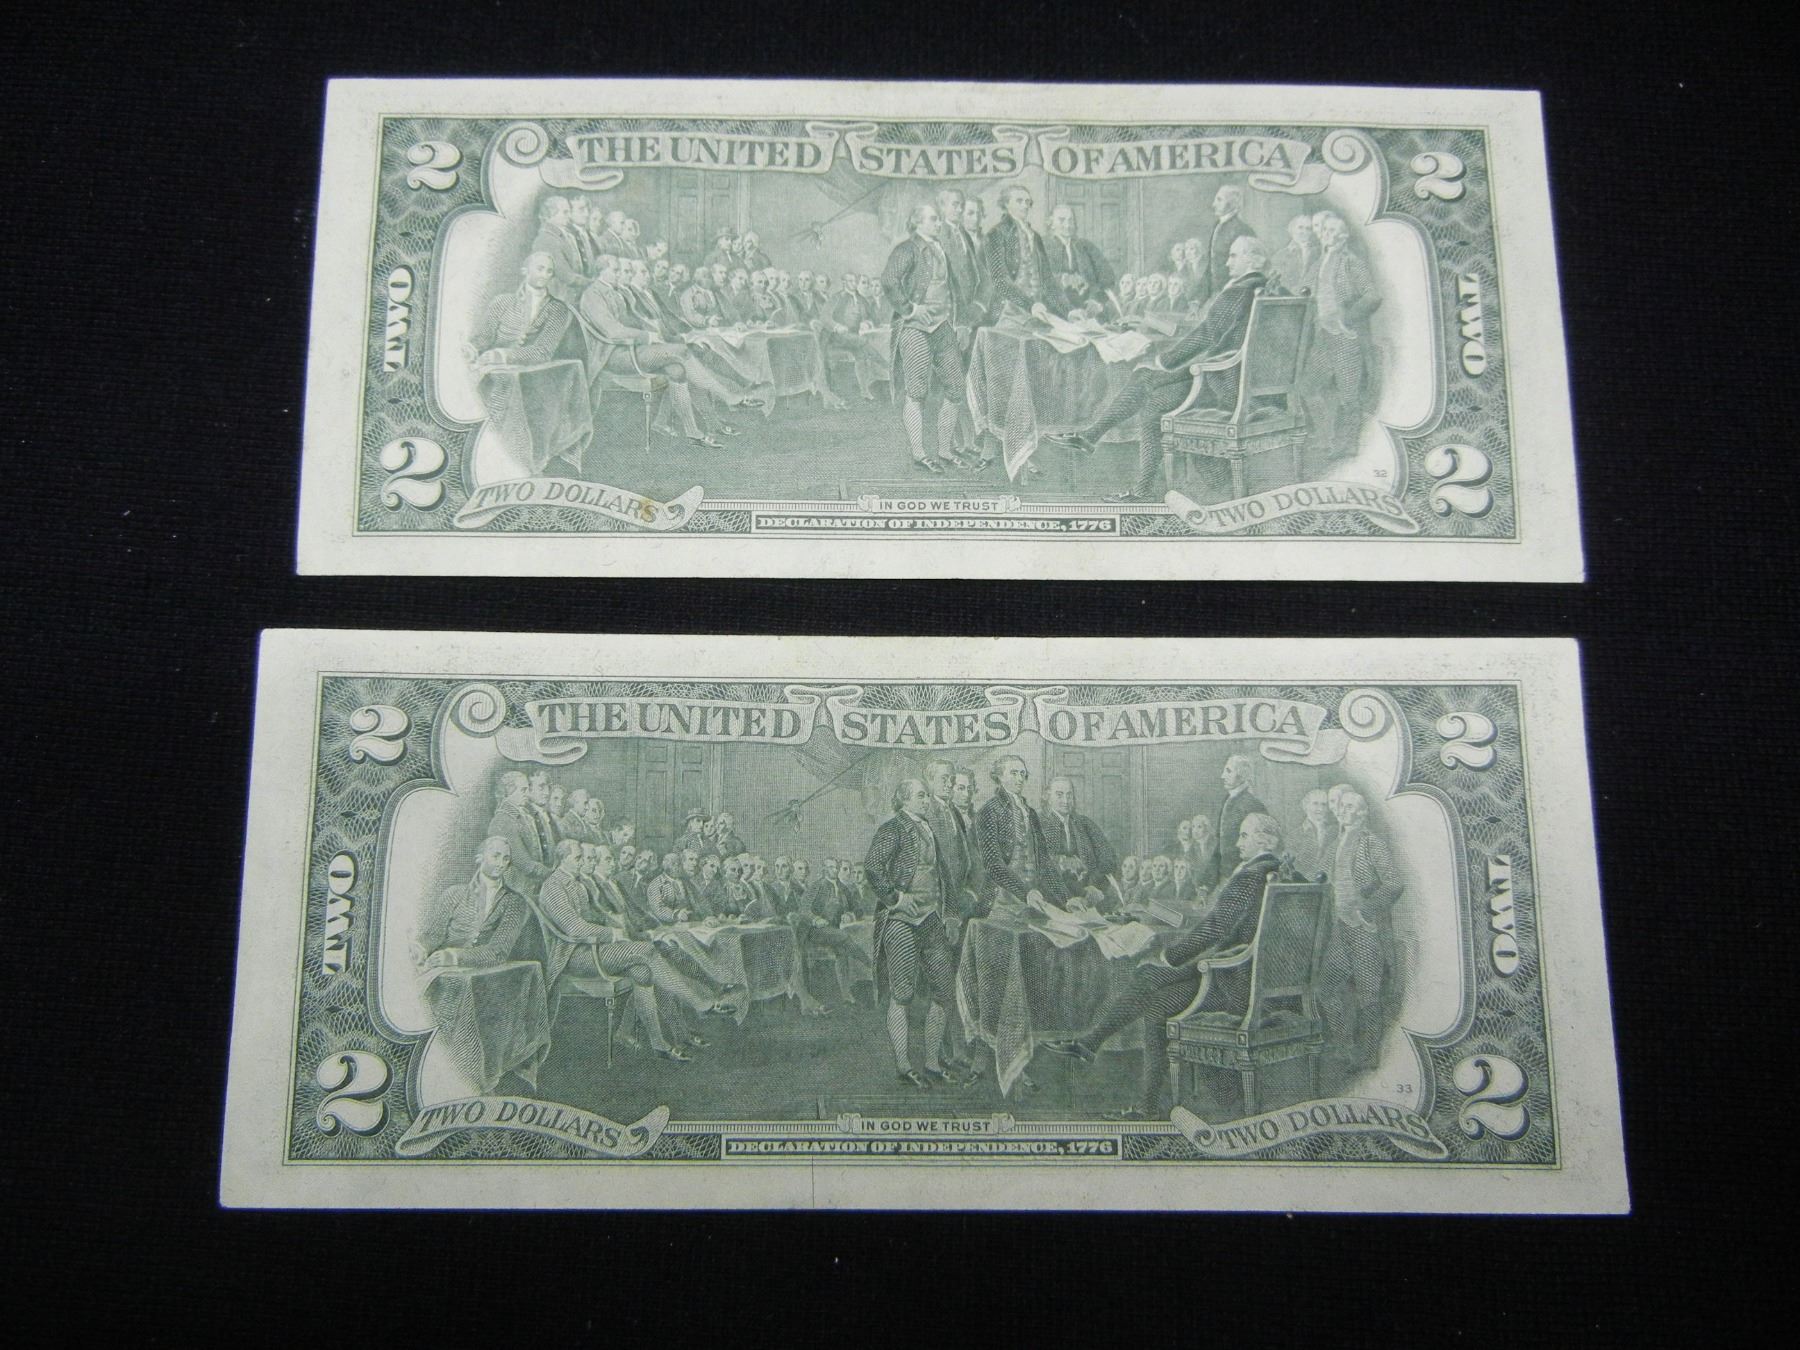 THE UNITED STATES OF AMERICA
2 2
TWO TWO
2 32 2
TWO DOLLARS IN GOD WE TRUST TWO DOLLARS
DECLARATION OF INDEPENDENCE, 1776
THE UNITED STATES OF AMERICA
2 2
TWO TWO
2 33 2
TWO DOLLARS IN GOD WE TRUST TWO DOLLARS
DECLARATION OF INDEPENDENCE, 1776